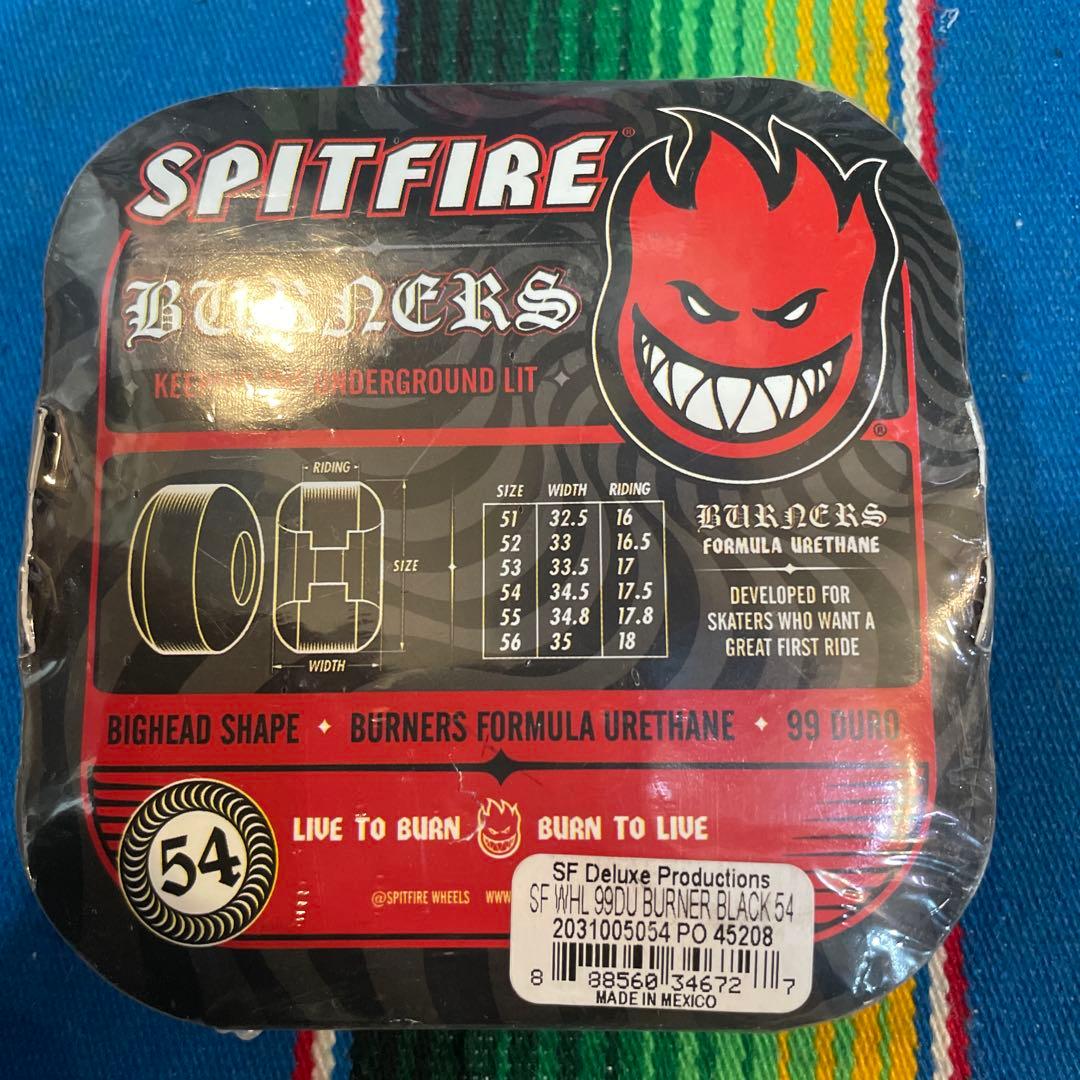 SPITFIRE®
BURNERS
UNDERGROUND LIT
®
RIDING
SIZE
WIDTH
SIZE WIDTH RIDING
51 32.5 16
52 33 16.5
53 33.5 17
54 34.5 17.5
55 34.8 17.8
56 35 18
BURNERS
FORMULA URETHANE
DEVELOPED FOR
SKATERS WHO WANT A
GREAT FIRST RIDE
BIGHEAD SHAPE BURNERS FORMULA URETHANE 99 DURO
54
LIVE TO BURN BURN TO LIVE
@SPITFIRE WHEELS WWW
SF Deluxe Productions
SF WHL 99DU BURNER BLACK 54
2031005054 PO 45208
8 88560 34672 7
MADE IN MEXICO